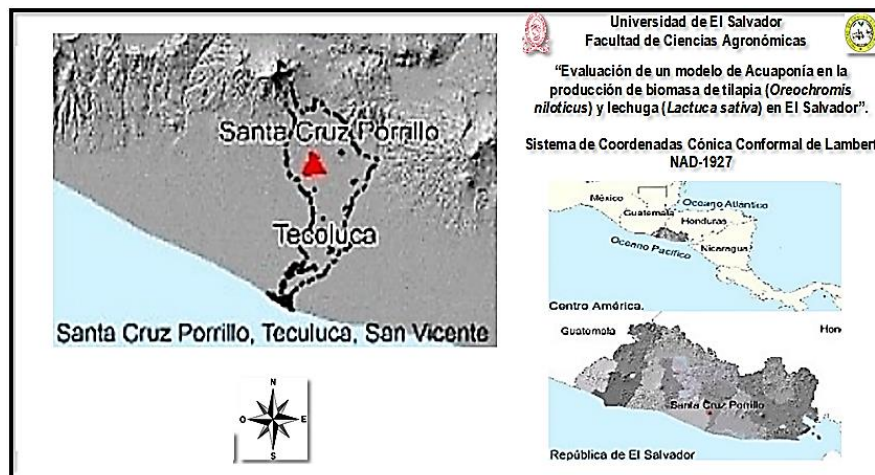 Santa Cruz Porrillo
Tecoluca
Santa Cruz Porrillo, Teculuca, San Vicente
N
O
E
S
Universidad de El Salvador
Facultad de Ciencias Agronómicas
“Evaluación de un modelo de Acuaponía en la
producción de biomasa de tilapia (Oreochromis
niloticus) y lechuga (Lactuca sativa) en El Salvador”.
Sistema de Coordenadas Cónica Conformal de Lambert
NAD-1927
México
Oceano Atlantico
Guatemala
Honduras
Nicaragua
Oceano Pacífico
Centro América.
Guatemala
Hon
Santa Cruz Porrillo
República de El Salvador